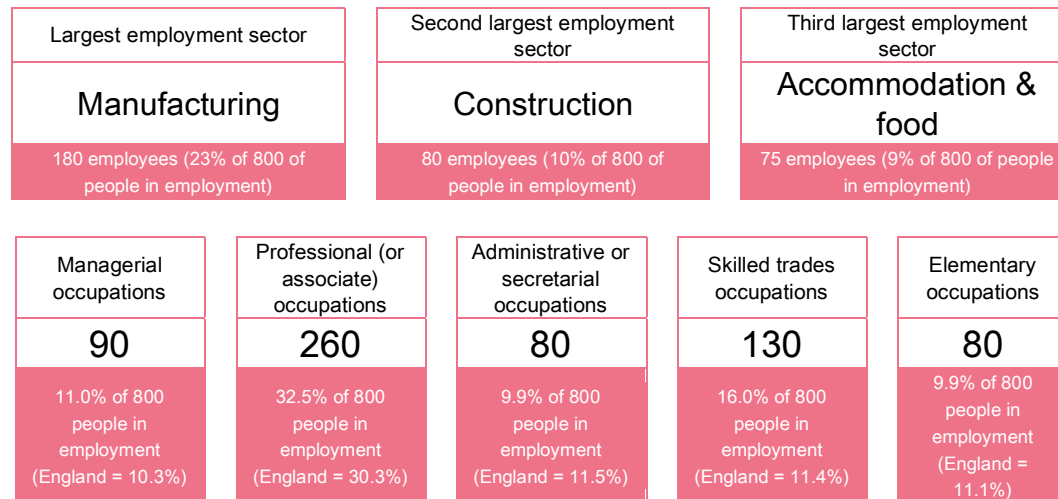 Largest employment sector
Manufacturing
180 employees (23% of 800 of
people in employment)
Second largest employment
sector
Construction
80 employees (10% of 800 of
people in employment)
Third largest employment
sector
Accommodation &
food
75 employees (9% of 800 of people
in employment)
Managerial
occupations
90
11.0% of 800
people in
employment
(England = 10.3%)
Professional (or
associate)
occupations
260
32.5% of 800
people in
employment
(England = 30.3%)
Administrative or
secretarial
occupations
80
9.9% of 800
people in
employment
(England = 11.5%)
Skilled trades
occupations
130
16.0% of 800
people in
employment
(England = 11.4%)
Elementary
occupations
80
9.9% of 800
people in
employment
(England =
11.1%)